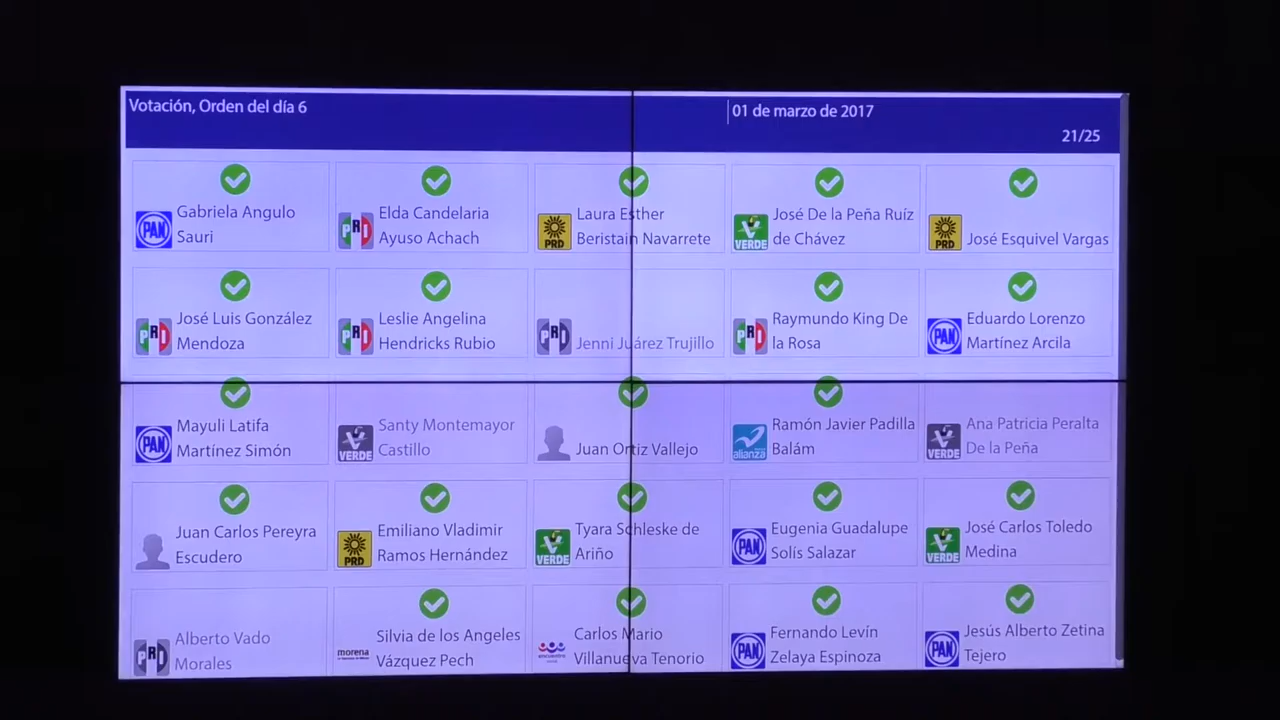 Votación, Orden del día 6
01 de marzo de 2017
21/25
PAN
Gabriela Angulo
Sauri
PRI
Elda Candelaria
Ayuso Achach
PRD
Laura Esther
Beristain Navarrete
VERDE
José De la Peña Ruíz
de Chávez
PRD
José Esquivel Vargas
PRI
José Luis González
Mendoza
PRI
Leslie Angelina
Hendricks Rubio
PRI
Jenni Juárez Trujillo
PRI
Raymundo King De
la Rosa
PAN
Eduardo Lorenzo
Martínez Arcila
PAN
Mayuli Latifa
Martínez Simón
VERDE
Santy Montemayor
Castillo
Juan Ortiz Vallejo
alianza
Ramón Javier Padilla
Balám
VERDE
Ana Patricia Peralta
De la Peña
Juan Carlos Pereyra
Escudero
PRD
Emiliano Vladimir
Ramos Hernández
VERDE
Tyara Schleske de
Ariño
PAN
Eugenia Guadalupe
Solís Salazar
VERDE
José Carlos Toledo
Medina
PRI
Alberto Vado
Morales
morena
Silvia de los Angeles
Vázquez Pech
encuentro
Carlos Mario
Villanueva Tenorio
PAN
Fernando Levín
Zelaya Espinoza
PAN
Jesús Alberto Zetina
Tejero